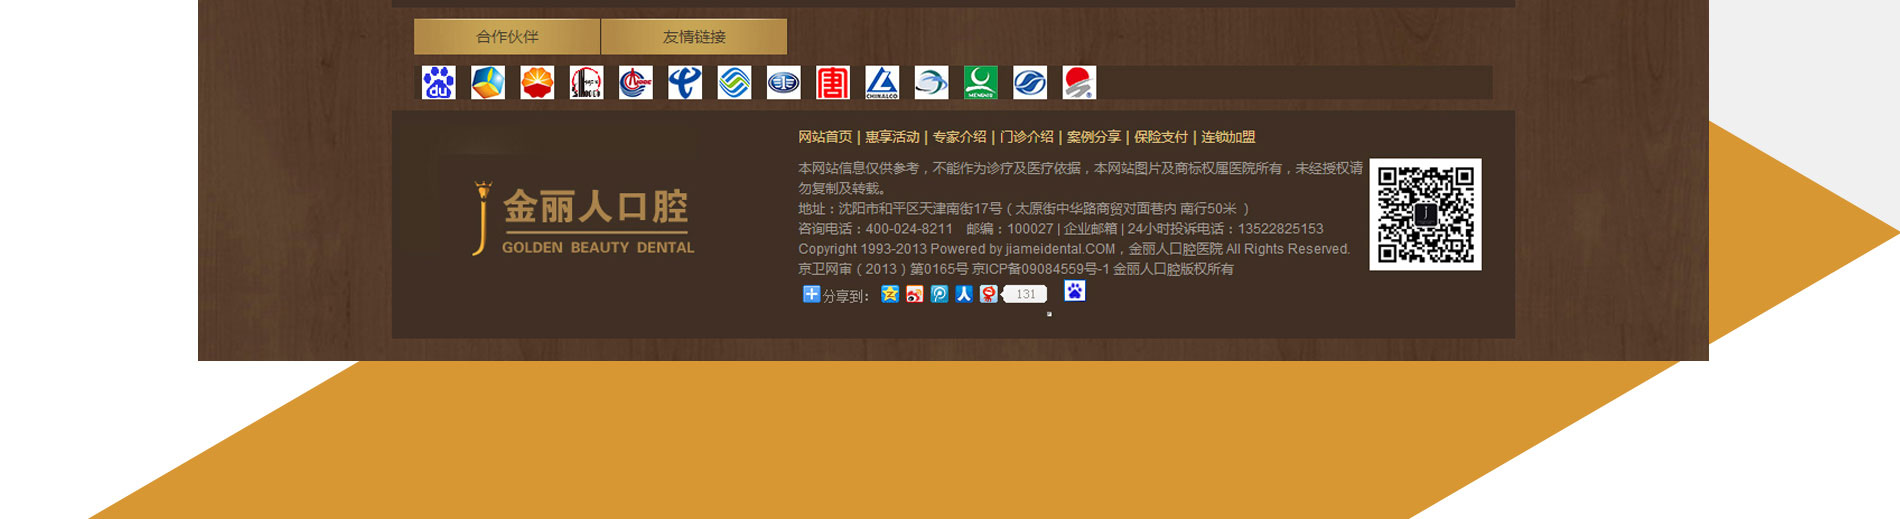 合作伙伴 友情链接
du
CHINALCO
MENGNIU
网站首页 | 惠享活动 | 专家介绍 | 门诊介绍 | 案例分享 | 保险支付 | 连锁加盟
本网站信息仅供参考，不能作为诊疗及医疗依据，本网站图片及商标权属医院所有，未经授权请
勿复制及转载。
地址：沈阳市和平区天津南街17号 ( 太原街中华路商贸对面巷内 南行50米 )
咨询电话：400-024-8211 邮编：100027 | 企业邮箱 | 24小时投诉电话：13522825153
Copyright 1993-2013 Powered by jiameidental.COM，金丽人口腔医院 All Rights Reserved.
京卫网审（2013）第0165号 京ICP备09084559号-1 金丽人口腔版权所有
分享到： 131
金丽人口腔
GOLDEN BEAUTY DENTAL